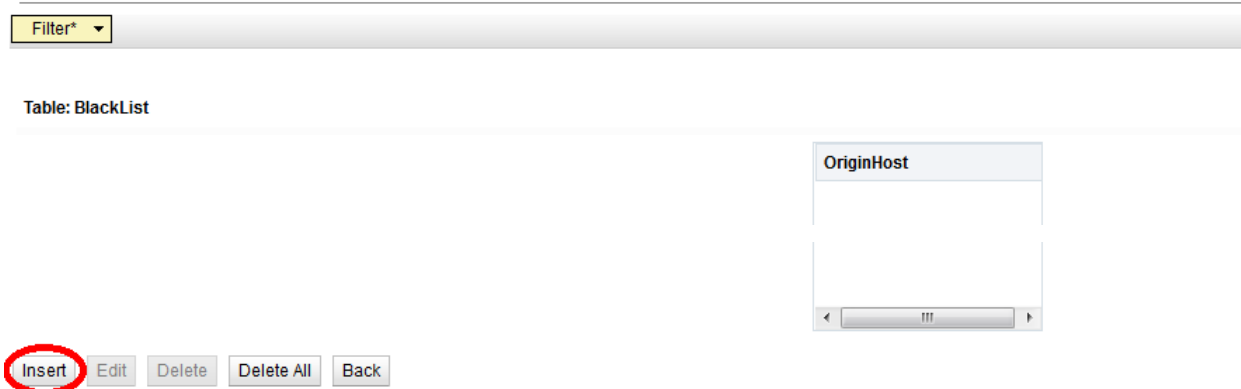 Filter*
Table: BlackList
OriginHost
Insert Edit Delete Delete All Back